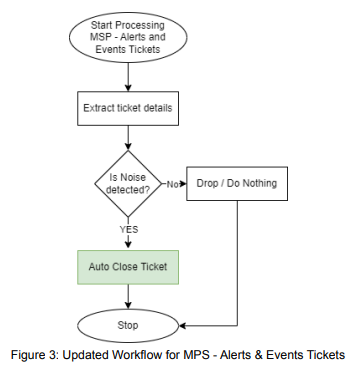 Start Processing
MSP - Alerts and
Events Tickets
Extract ticket details
Is Noise
detected?
No
Drop / Do Nothing
YES
Auto Close Ticket
Stop
Figure 3: Updated Workflow for MPS - Alerts & Events Tickets